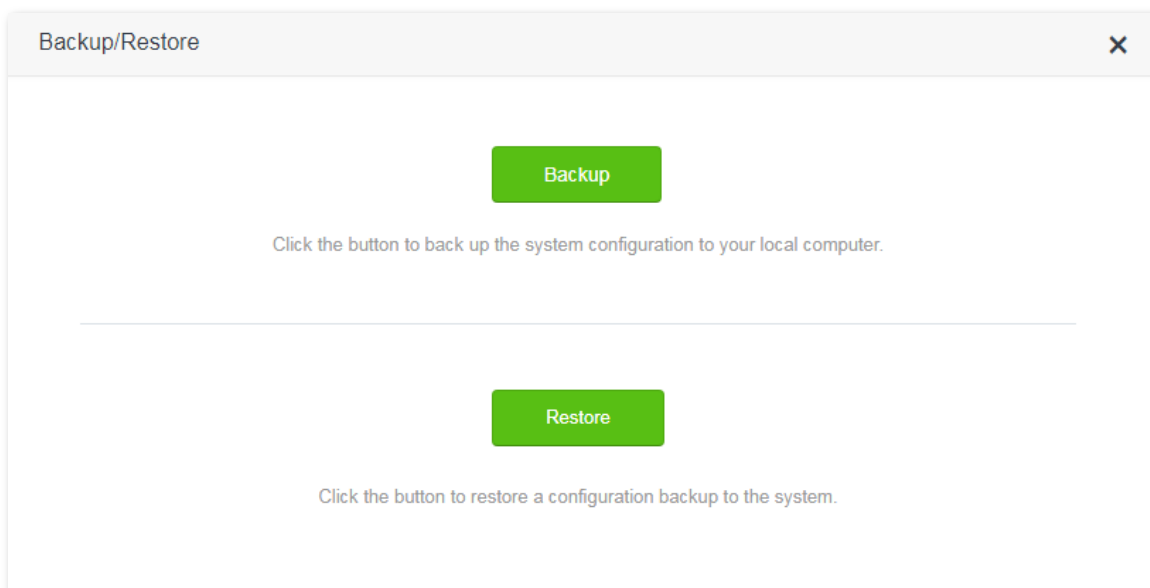 Backup/Restore
Backup
Click the button to back up the system configuration to your local computer.
Restore
Click the button to restore a configuration backup to the system.